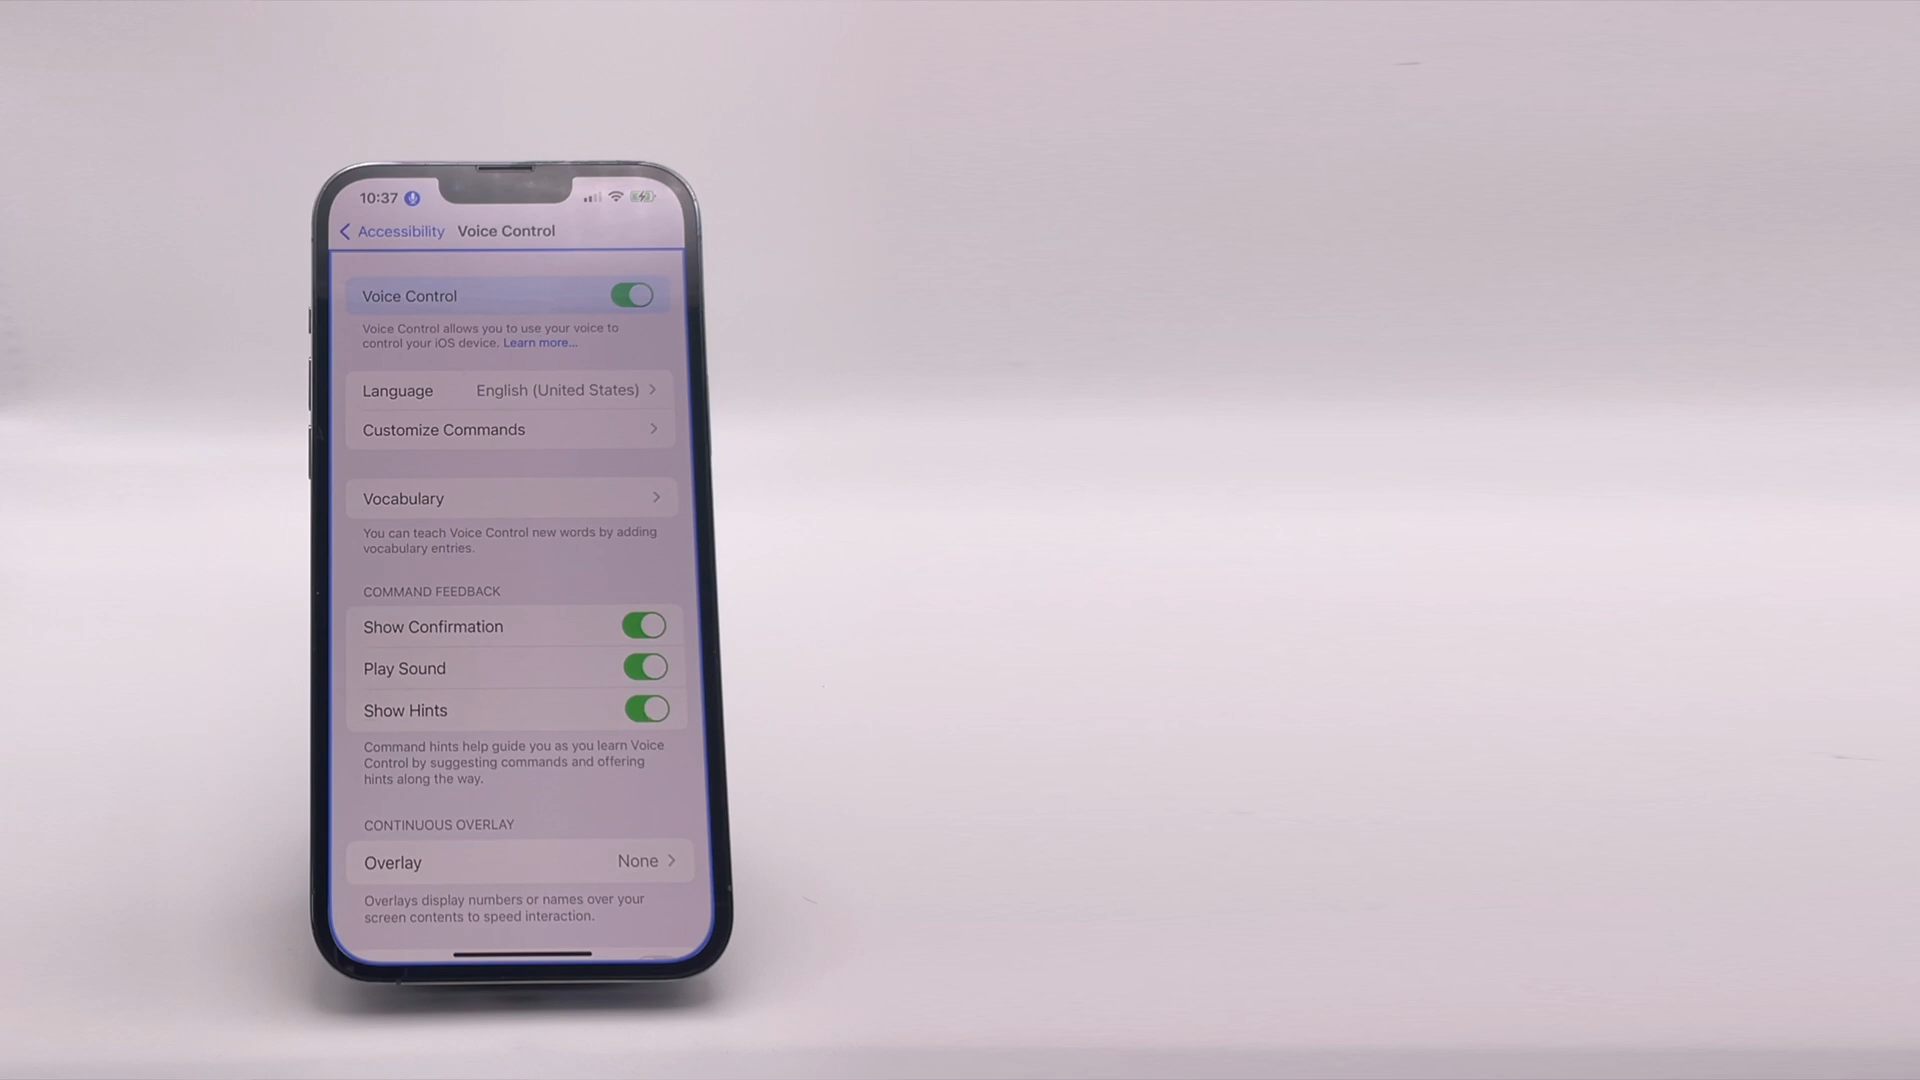 10:37
Accessibility Voice Control
Voice Control
Voice Control allows you to use your voice to
control your iOS device. Learn more...
Language English (United States)
Customize Commands
Vocabulary
You can teach Voice Control new words by adding
vocabulary entries.
COMMAND FEEDBACK
Show Confirmation
Play Sound
Show Hints
Command hints help guide you as you learn Voice
Control by suggesting commands and offering
hints along the way.
CONTINUOUS OVERLAY
Overlay None
Overlays display numbers or names over your
screen contents to speed interaction.